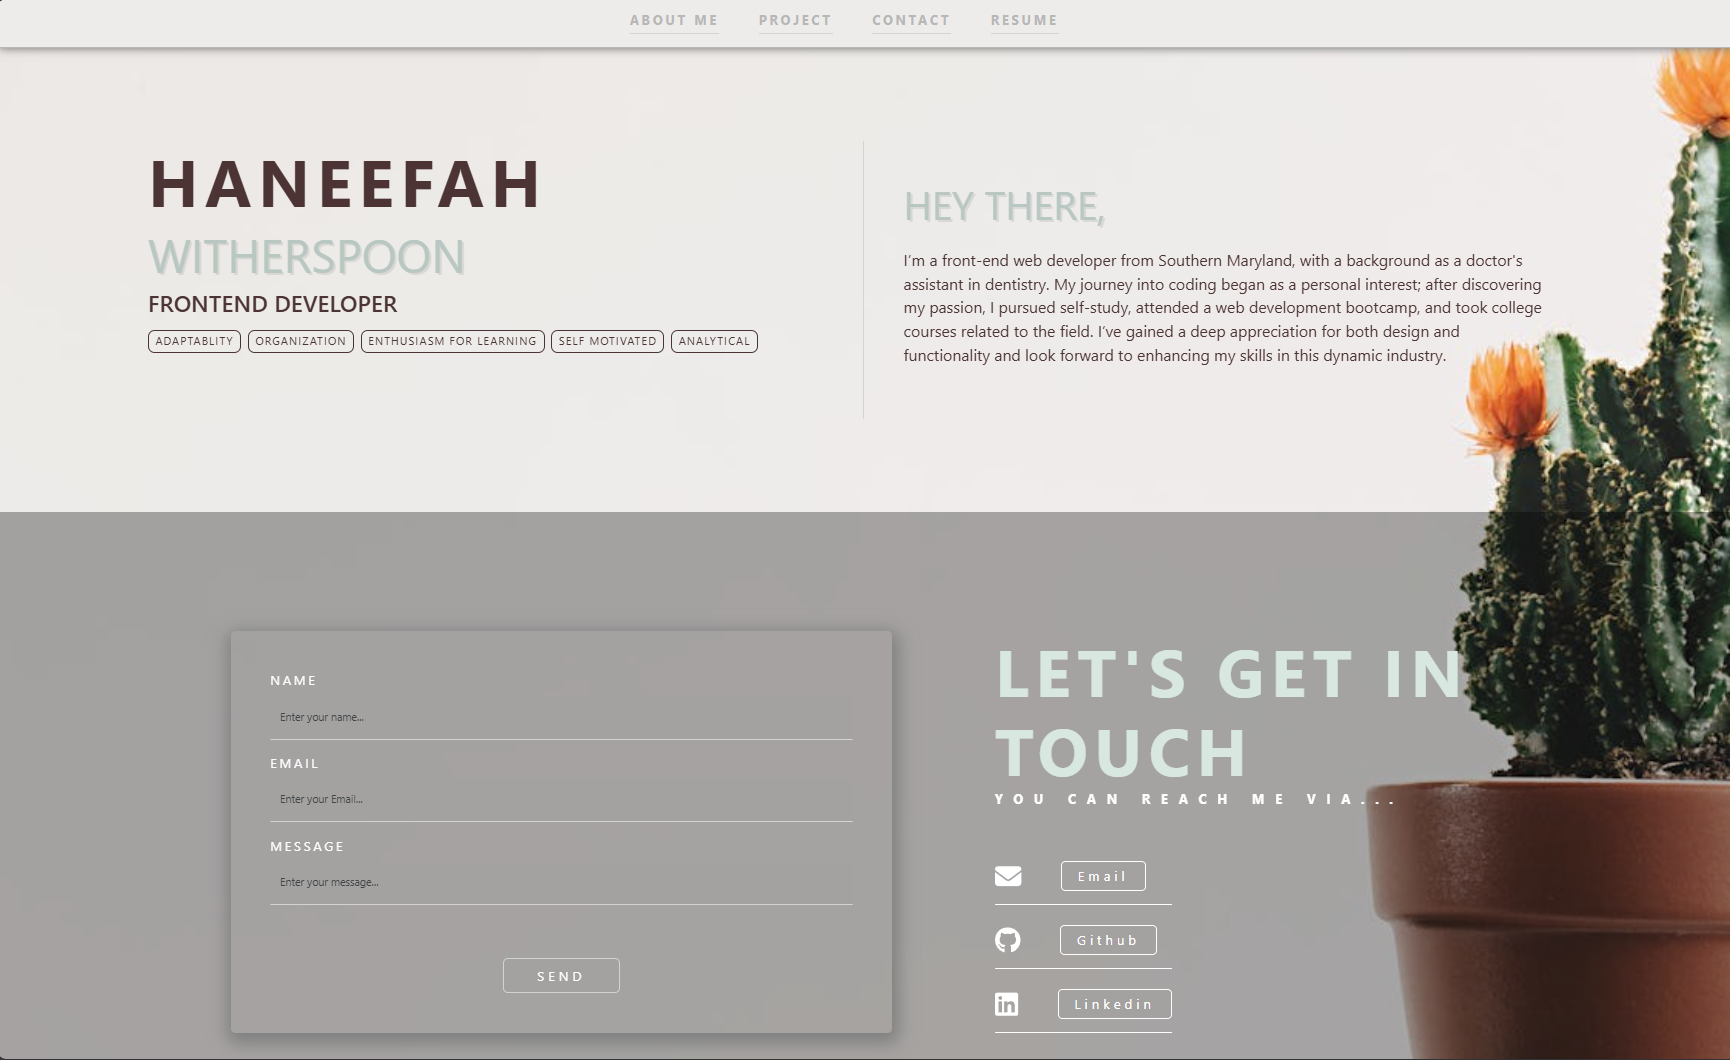 ABOUT ME PROJECT CONTACT RESUME
HANEEFAH
WITHERSPOON
FRONTEND DEVELOPER
ADAPTABLITY ORGANIZATION ENTHUSIASM FOR LEARNING SELF MOTIVATED ANALYTICAL
HEY THERE,
I'm a front-end web developer from Southern Maryland, with a background as a doctor's
assistant in dentistry. My journey into coding began as a personal interest; after discovering
my passion, I pursued self-study, attended a web development bootcamp, and took college
courses related to the field. I've gained a deep appreciation for both design and
functionality and look forward to enhancing my skills in this dynamic industry.
NAME
Enter your name...
EMAIL
Enter your Email...
MESSAGE
Enter your message...
SEND
LET'S GET IN
TOUCH
YOU CAN REACH ME VIA...
Email
Github
in Linkedin